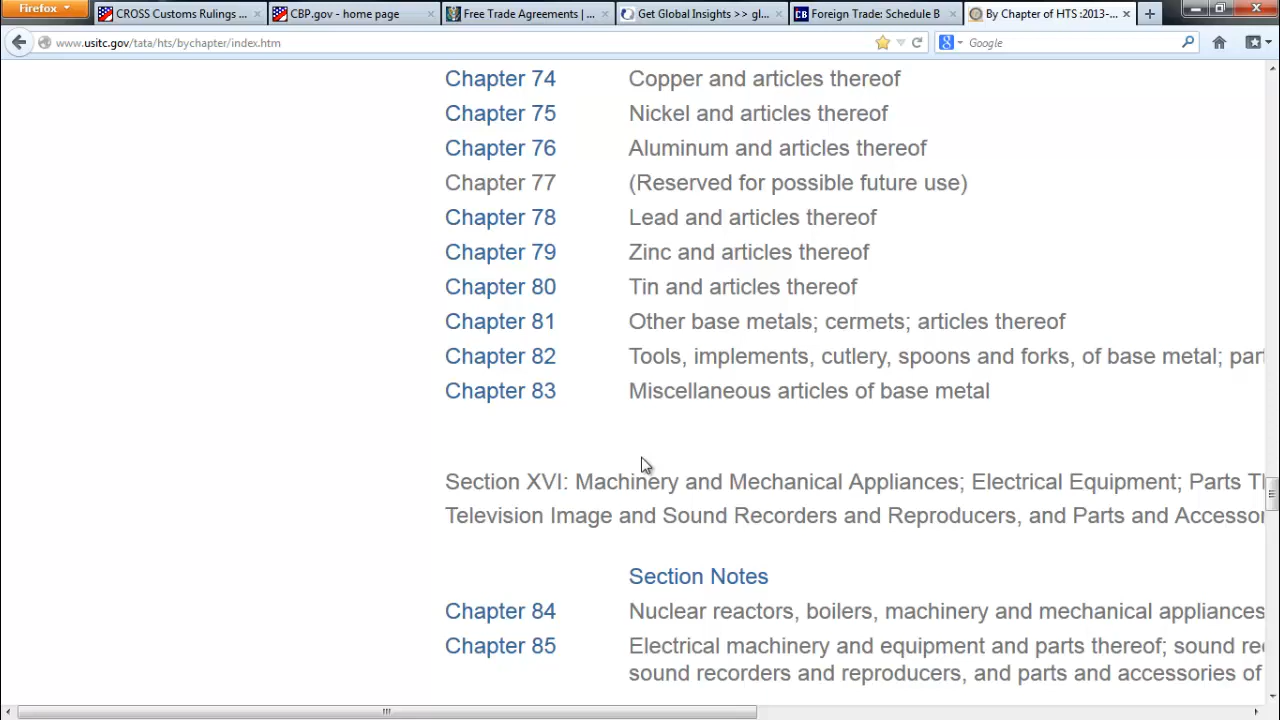 Firefox
CROSS Customs Rulings ...
CBP.gov - home page
Free Trade Agreements | ...
Get Global Insights >> gl...
Foreign Trade: Schedule B
By Chapter of HTS :2013-...
www.usitc.gov/tata/hts/bychapter/index.htm
Google
Chapter 74 Copper and articles thereof
Chapter 75 Nickel and articles thereof
Chapter 76 Aluminum and articles thereof
Chapter 77 (Reserved for possible future use)
Chapter 78 Lead and articles thereof
Chapter 79 Zinc and articles thereof
Chapter 80 Tin and articles thereof
Chapter 81 Other base metals; cermets; articles thereof
Chapter 82 Tools, implements, cutlery, spoons and forks, of base metal; part
Chapter 83 Miscellaneous articles of base metal
Section XVI: Machinery and Mechanical Appliances; Electrical Equipment; Parts Th
Television Image and Sound Recorders and Reproducers, and Parts and Accessor
Section Notes
Chapter 84 Nuclear reactors, boilers, machinery and mechanical appliances
Chapter 85 Electrical machinery and equipment and parts thereof; sound rec
sound recorders and reproducers, and parts and accessories of